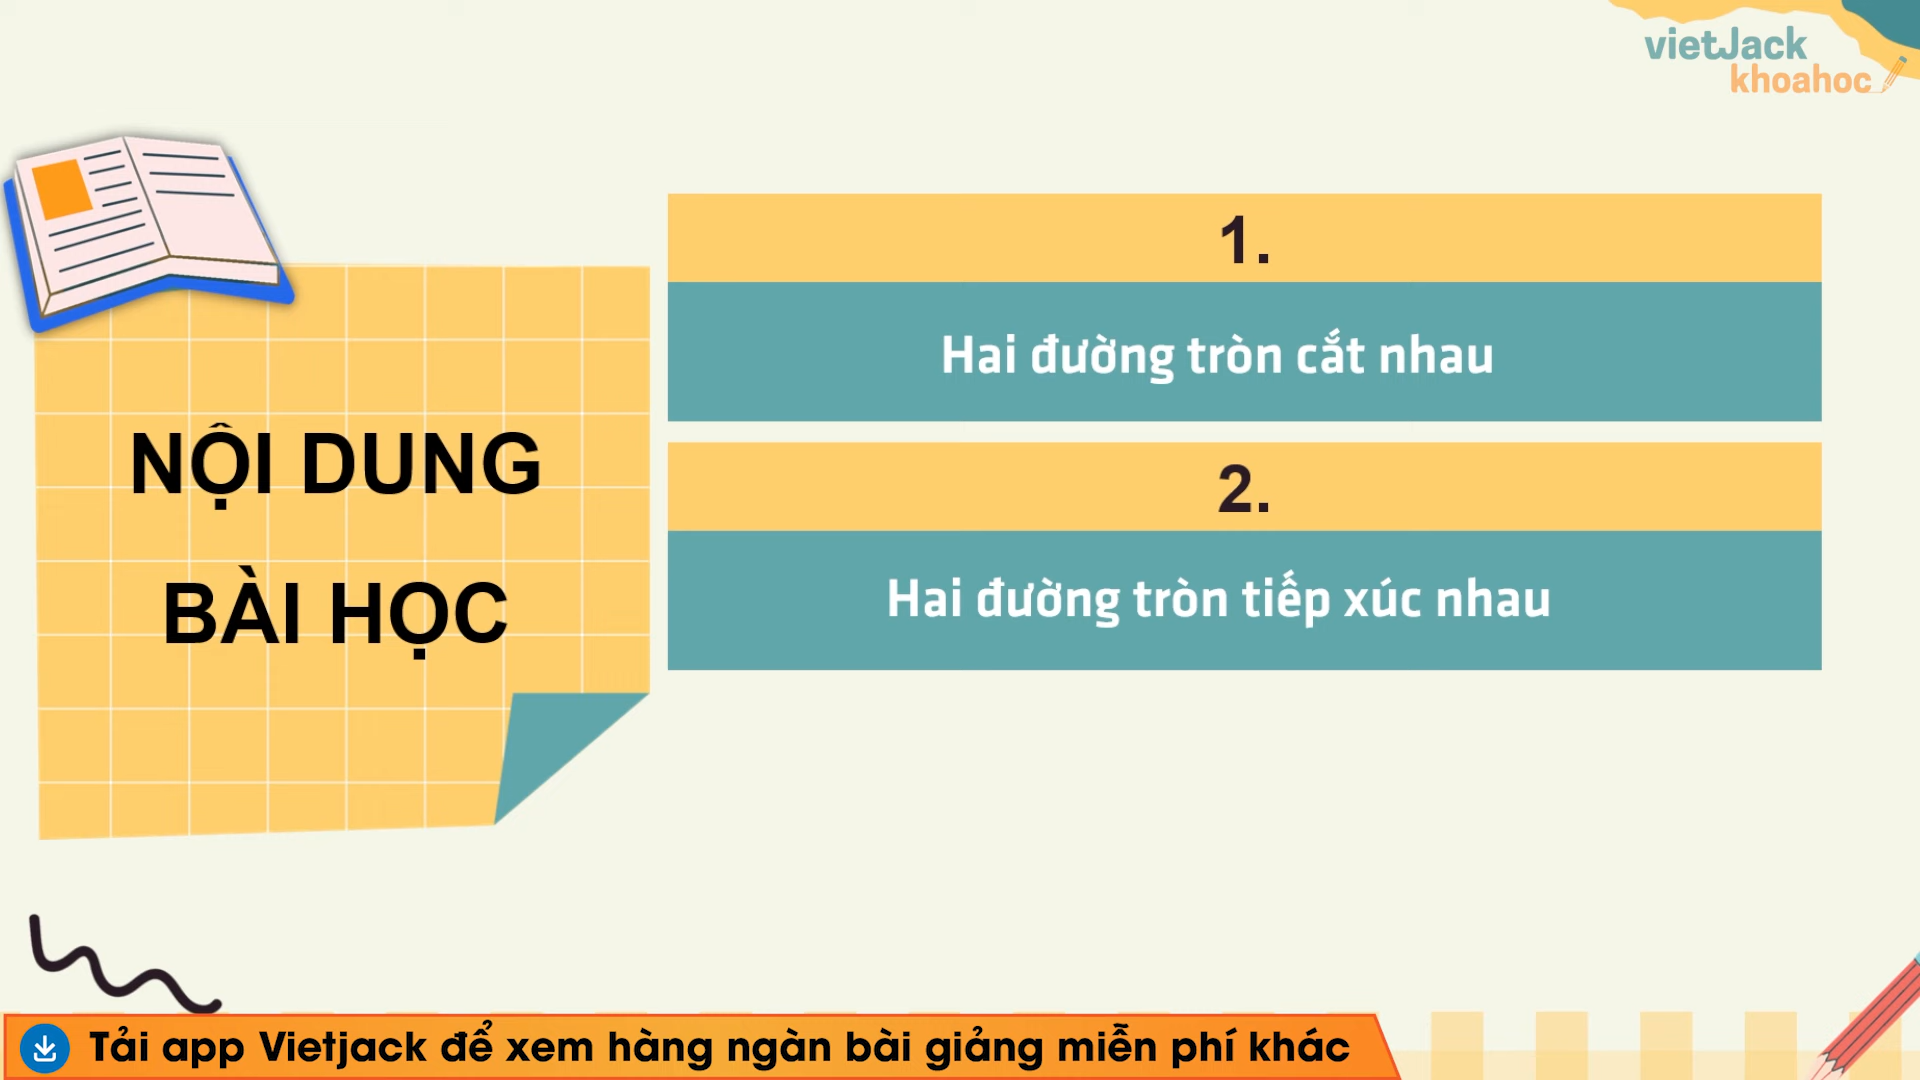 vietJack
khoahoc
NỘI DUNG
BÀI HỌC
1.
Hai đường tròn cắt nhau
2.
Hai đường tròn tiếp xúc nhau
Tải app Vietjack để xem hàng ngàn bài giảng miễn phí khác